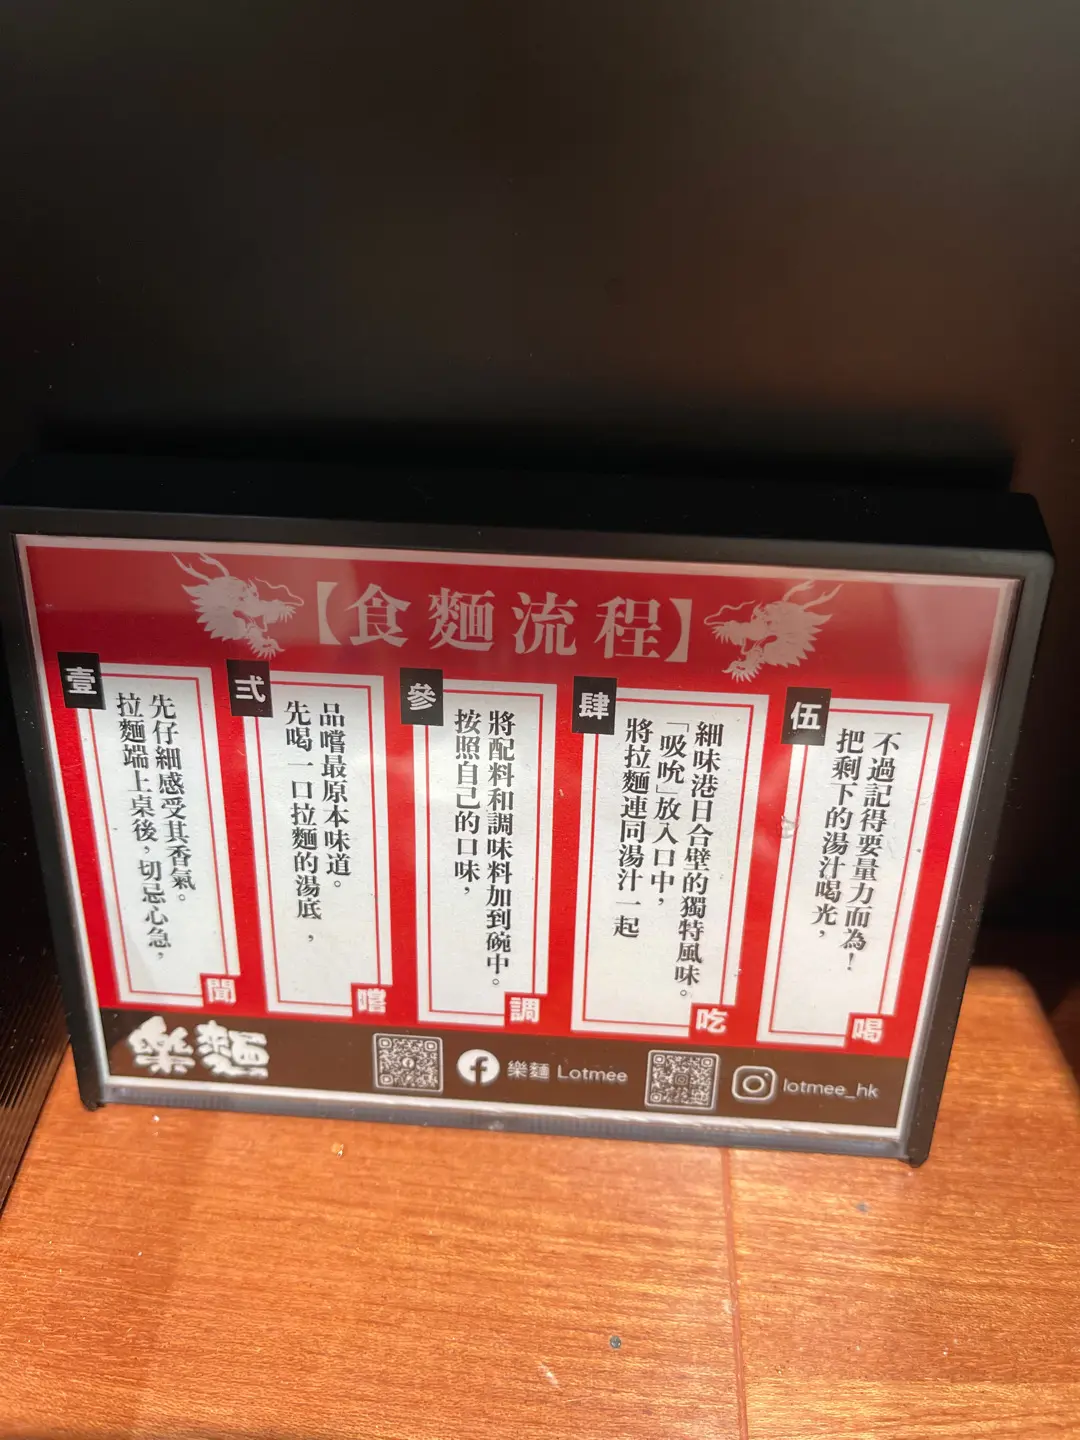 【食麵流程】
壹
拉麵端上桌後，切忌心急，
先仔細感受其香氣。
聞
弍
先喝一口拉麵的湯底，
品嚐最原本味道。
嚐
參
按照自己的口味，
將配料和調味料加到碗中。
調
肆
將拉麵連同湯汁一起
「吸吮」放入口中，
細味港日合壁的獨特風味。
吃
伍
把剩下的湯汁喝光，
不過記得要量力而為！
喝
樂麵
樂麵 Lotmee
lotmee_hk